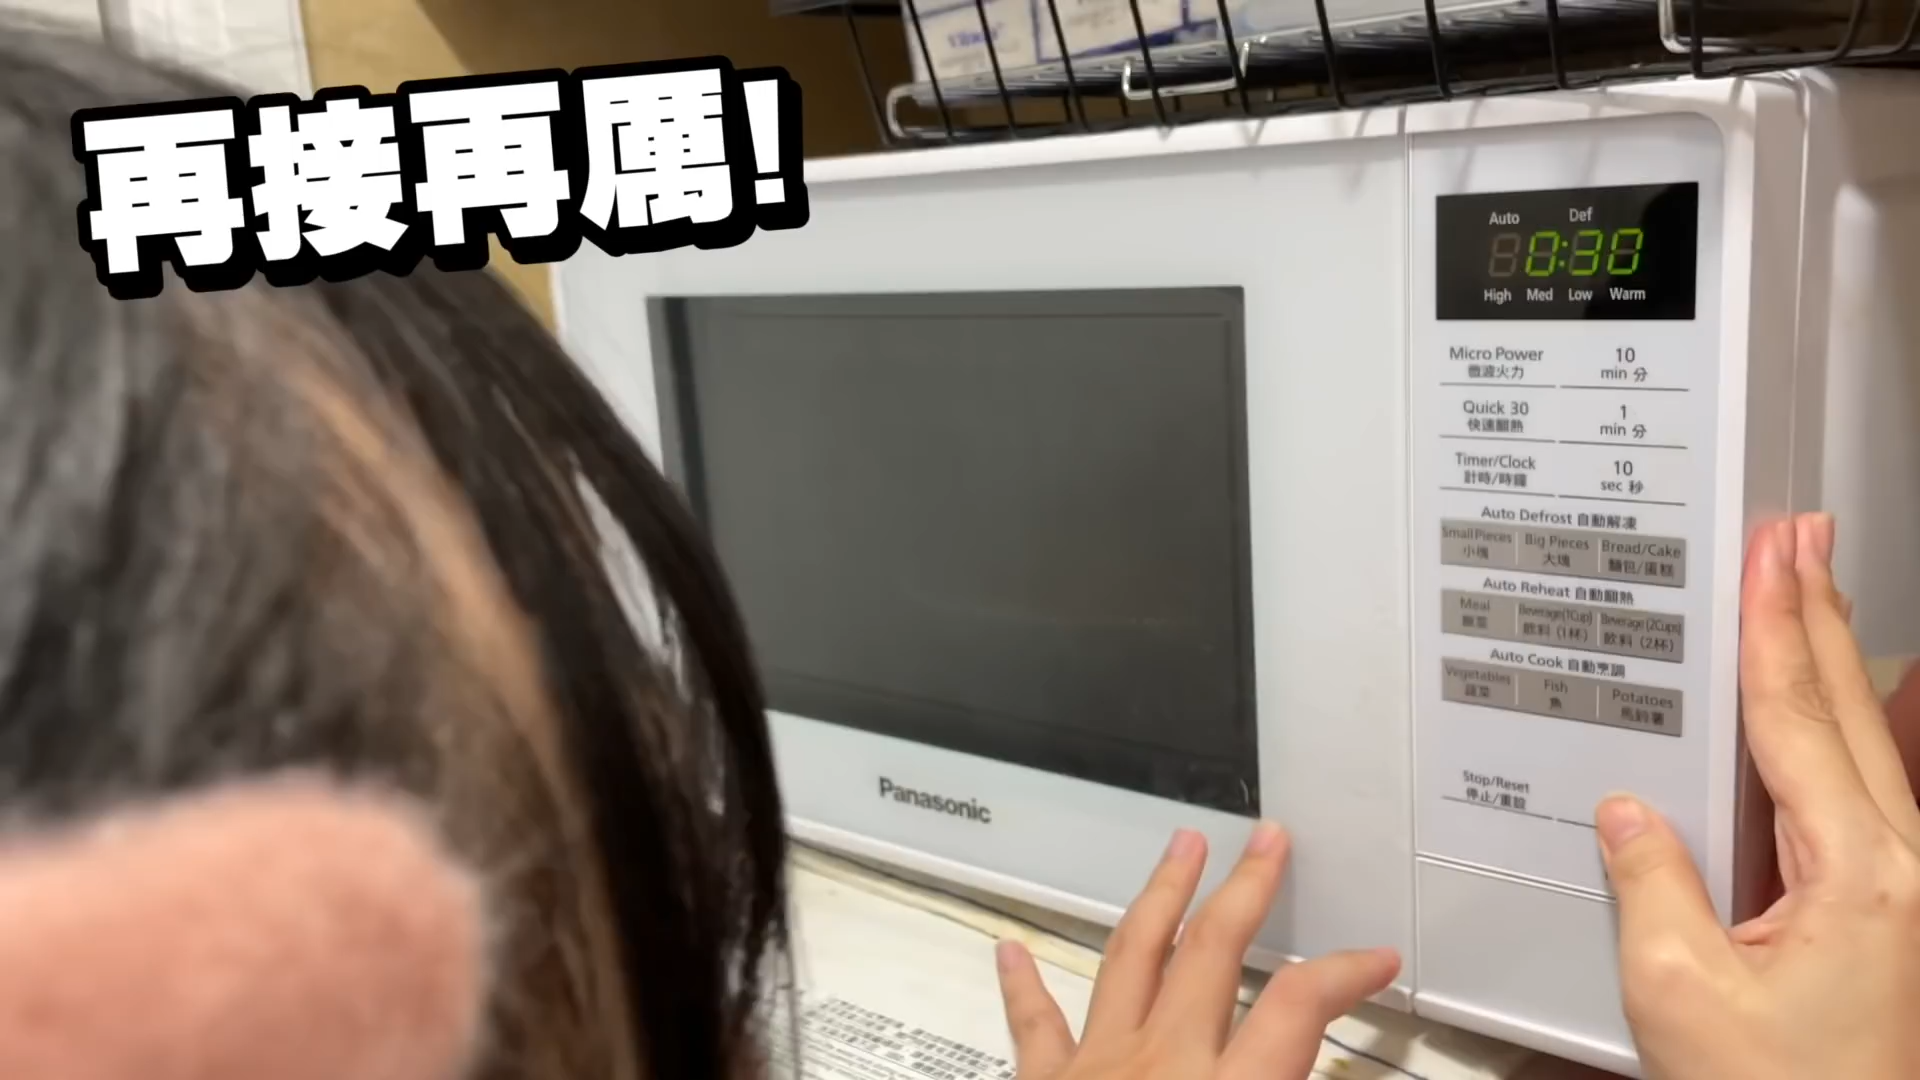 再接再厲!
Auto Def
0:30
High Med Low Warm
Micro Power
微波火力
10
min 分
Quick 30
快速翻熱
1
min 分
Timer/Clock
計時/時鐘
10
sec 秒
Auto Defrost 自動解凍
Small Pieces
小塊
Big Pieces
大塊
Bread/Cake
麵包/蛋糕
Auto Reheat 自動翻熱
Meal
飯菜
Beverage (1Cup)
飲料 (1杯)
Beverage (2Cups)
飲料 (2杯)
Auto Cook 自動烹調
Vegetables
蔬菜
Fish
魚
Potatoes
馬鈴薯
Stop/Reset
停止/重設
Panasonic